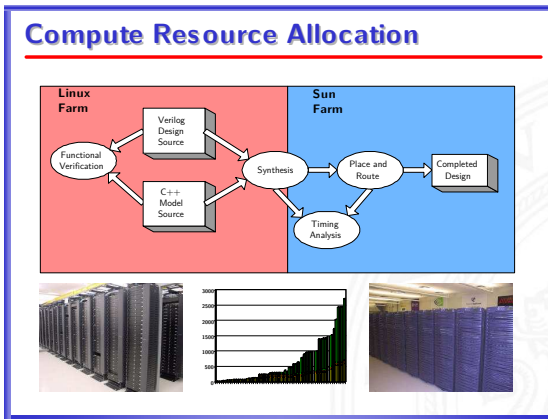 Compute Resource Allocation
Linux
Farm
Sun
Farm
Verilog
Design
Source
Functional
Verification
Synthesis
Place and
Route
Completed
Design
C++
Model
Source
Timing
Analysis
3000
2500
2000
1500
1000
500
0